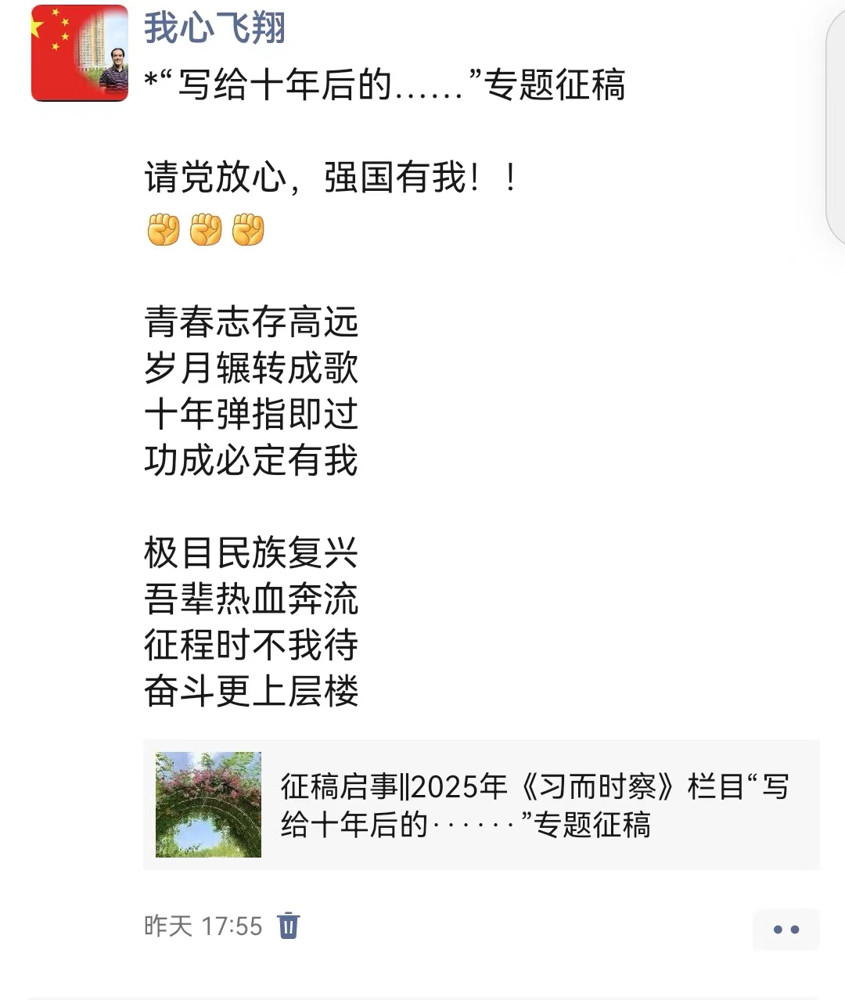 我心飞翔
*“写给十年后的……”专题征稿
请党放心，强国有我！！
✊✊✊
青春志存高远
岁月辗转成歌
十年弹指即过
功成必定有我
极目民族复兴
吾辈热血奔流
征程时不我待
奋斗更上层楼
征稿启事||2025年《习而时察》栏目“写
给十年后的······”专题征稿
昨天 17:55